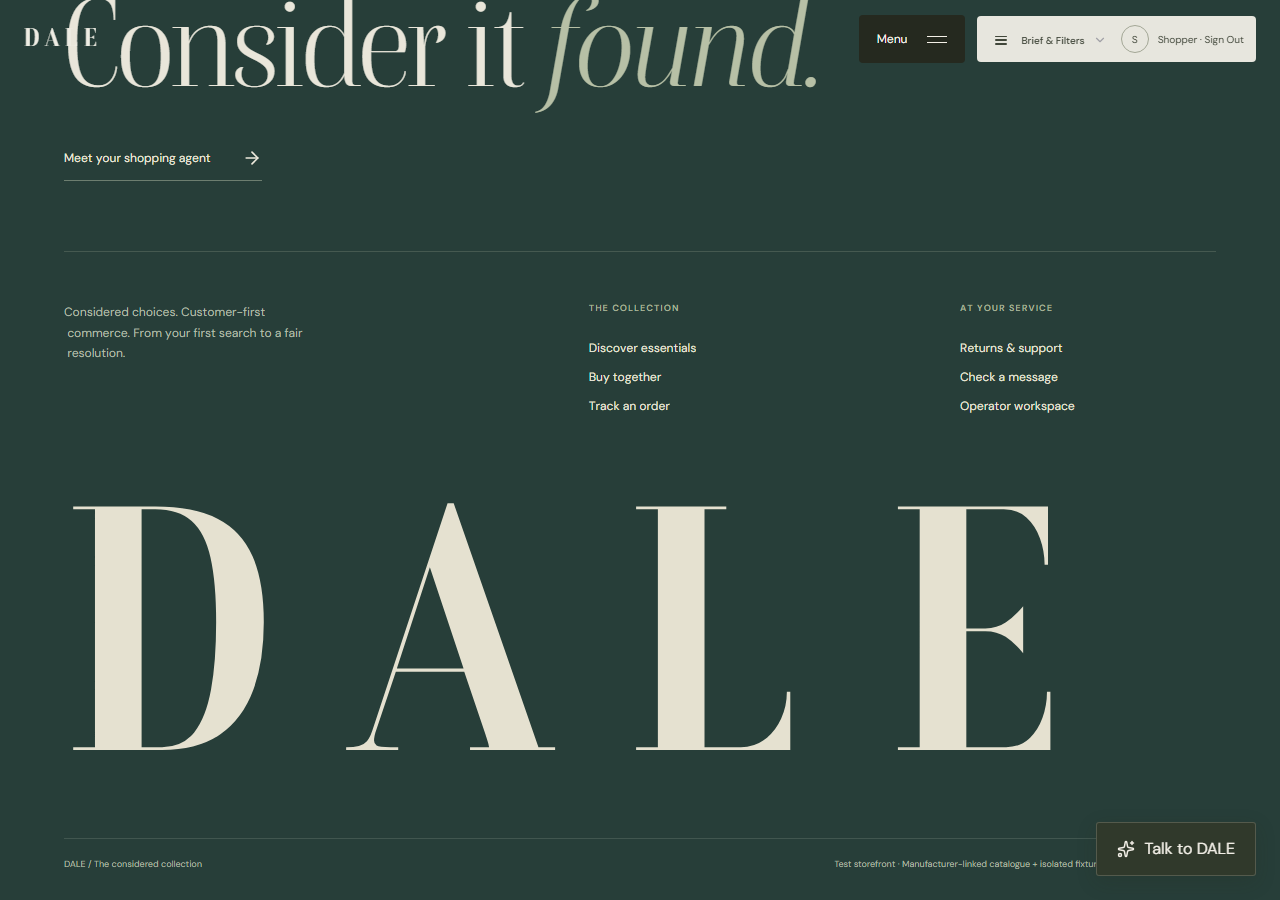 DALE
Consider it found.
Menu
Brief & Filters
S
Shopper · Sign Out
Meet your shopping agent
Considered choices. Customer-first
commerce. From your first search to a fair
resolution.
THE COLLECTION
Discover essentials
Buy together
Track an order
AT YOUR SERVICE
Returns & support
Check a message
Operator workspace
DALE
DALE / The considered collection
Test storefront · Manufacturer-linked catalogue + isolated
Talk to DALE